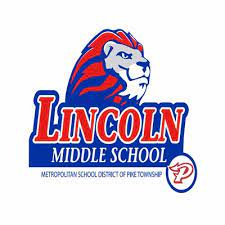 LINCOLN
MIDDLE SCHOOL
METROPOLITAN SCHOOL DISTRICT OF PIKE TOWNSHIP
P